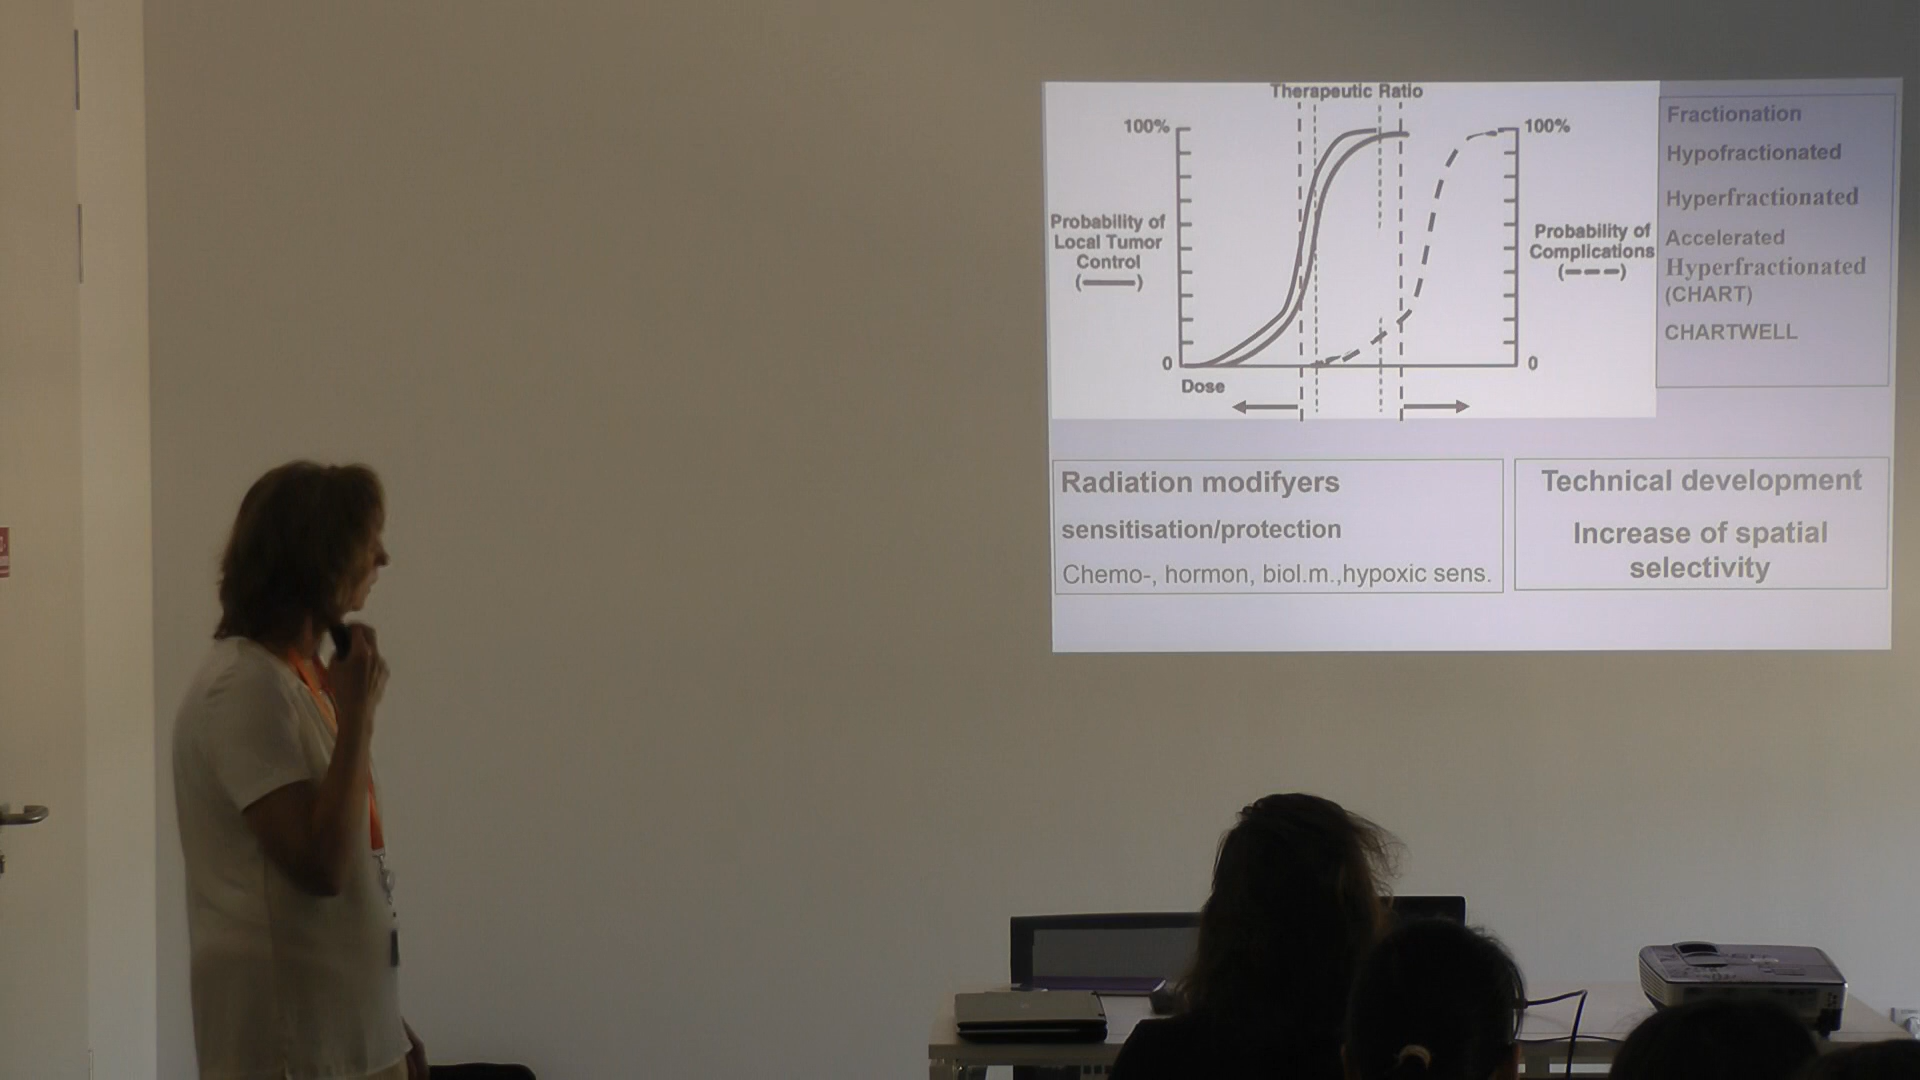 Therapeutic Ratio
100%
100%
Probability of
Local Tumor
Control
(——)
Probability of
Complications
(---)
0
0
Dose
Fractionation
Hypofractionated
Hyperfractionated
Accelerated
Hyperfractionated
(CHART)
CHARTWELL
Radiation modifyers
sensitisation/protection
Chemo-, hormon, biol.m.,hypoxic sens.
Technical development
Increase of spatial
selectivity